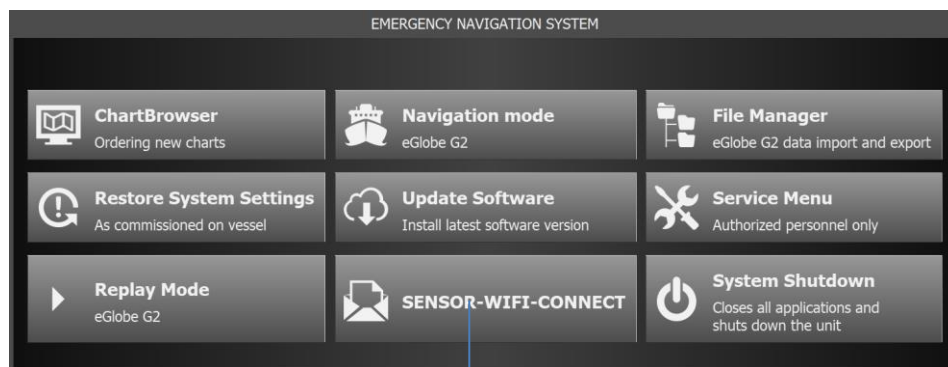 EMERGENCY NAVIGATION SYSTEM
ChartBrowser
Ordering new charts
Navigation mode
eGlobe G2
File Manager
eGlobe G2 data import and export
Restore System Settings
As commissioned on vessel
Update Software
Install latest software version
Service Menu
Authorized personnel only
Replay Mode
eGlobe G2
SENSOR-WIFI-CONNECT
System Shutdown
Closes all applications and
shuts down the unit